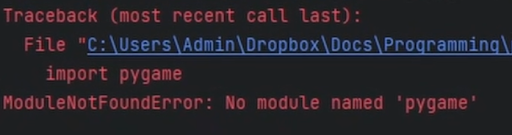 Traceback (most recent call last):
File "C:\Users\Admin\Dropbox\Docs\Programming\
import pygame
ModuleNotFoundError: No module named 'pygame'